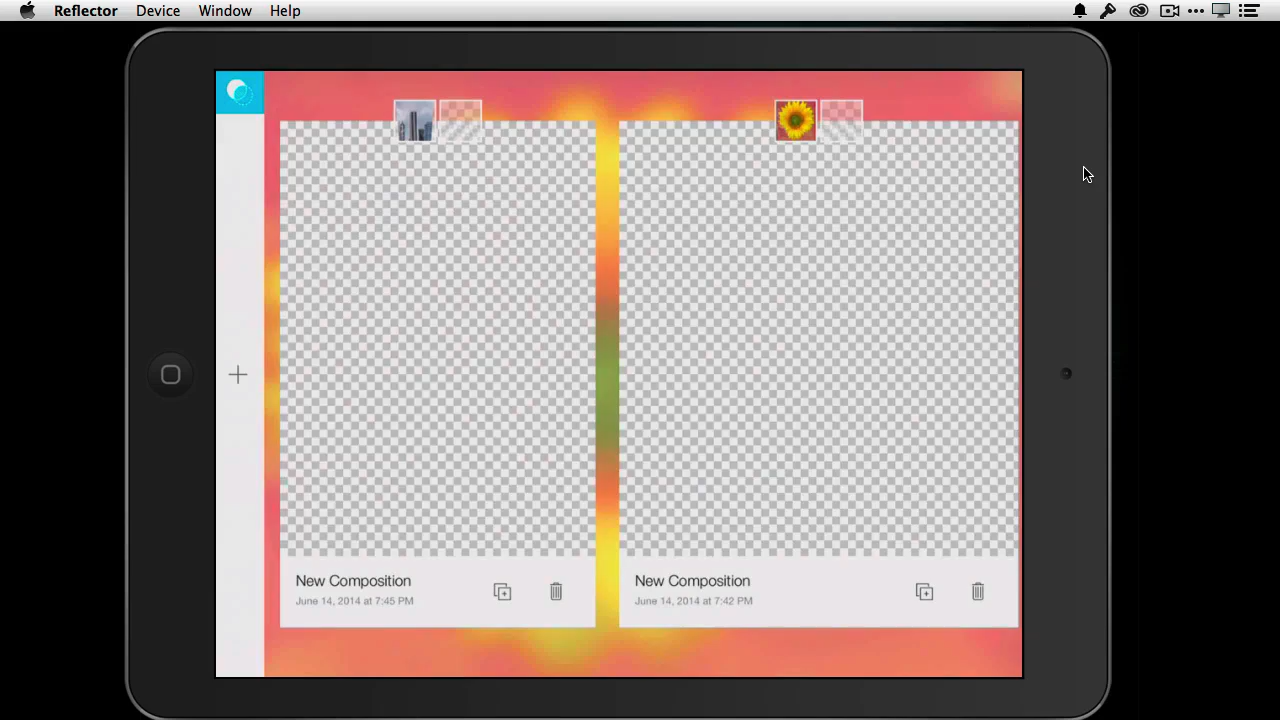 Reflector Device Window Help
New Composition
June 14, 2014 at 7:45 PM
New Composition
June 14, 2014 at 7:42 PM